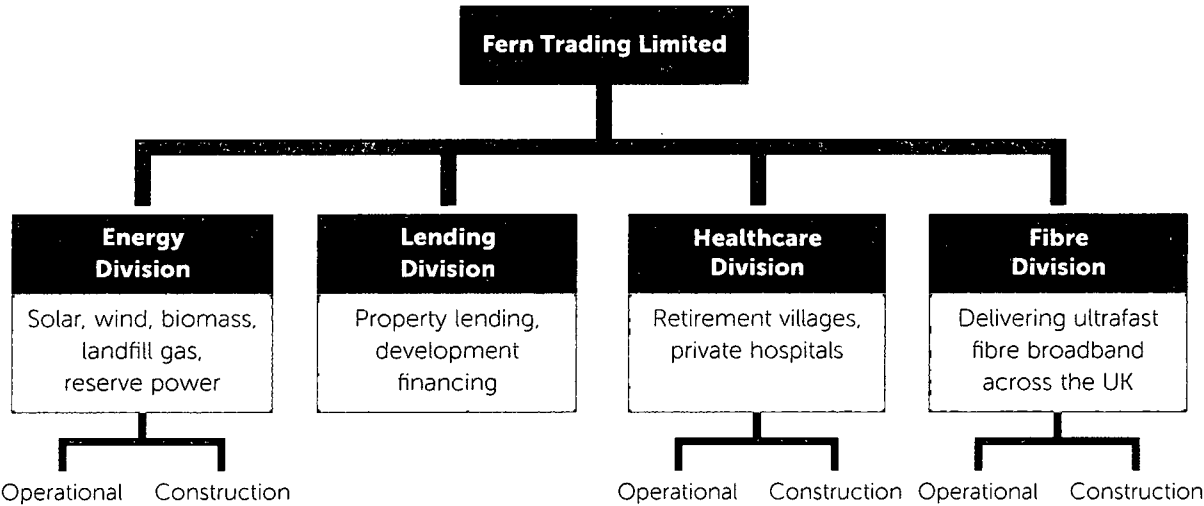 Fern Trading Limited
Energy
Division
Solar, wind, biomass,
landfill gas,
reserve power
Operational
Construction
Lending
Division
Property lending,
development
financing
Healthcare
Division
Retirement villages,
private hospitals
Operational
Construction
Fibre
Division
Delivering ultrafast
fibre broadband
across the UK
Operational
Construction